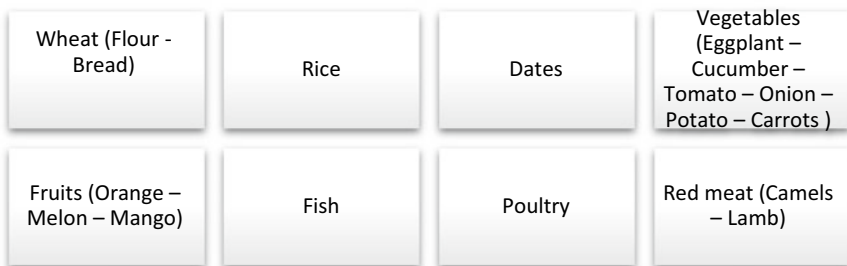 Wheat (Flour -
Bread)
Rice
Dates
Vegetables
(Eggplant –
Cucumber –
Tomato – Onion –
Potato – Carrots )
Fruits (Orange –
Melon – Mango)
Fish
Poultry
Red meat (Camels
– Lamb)